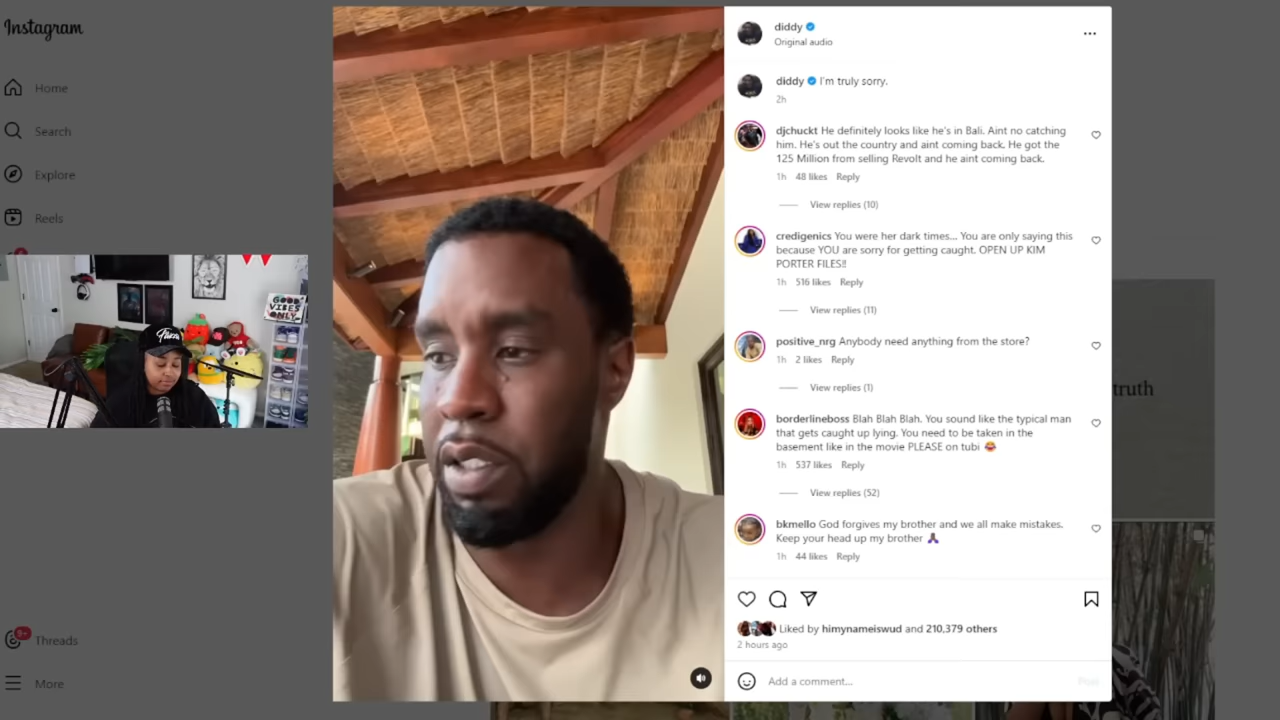 Instagram
Home
Search
Explore
Reels
Threads
9+
More
GOOD
VIBES
ONLY
diddy
Original audio
diddy I'm truly sorry.
2h
djchuckt He definitely looks like he's in Bali. Aint no catching
him. He's out the country and aint coming back. He got the
125 Million from selling Revolt and he aint coming back.
1h 48 likes Reply
View replies (10)
credigenics You were her dark times... You are only saying this
because YOU are sorry for getting caught. OPEN UP KIM
PORTER FILES!!
1h 516 likes Reply
View replies (11)
positive_nrg Anybody need anything from the store?
1h 2 likes Reply
View replies (1)
borderlineboss Blah Blah Blah. You sound like the typical man
that gets caught up lying. You need to be taken in the
basement like in the movie PLEASE on tubi 😂
1h 537 likes Reply
View replies (52)
bkmello God forgives my brother and we all make mistakes.
Keep your head up my brother 🙏🏾
1h 44 likes Reply
Liked by himynameiswud and 210,379 others
2 hours ago
Add a comment...
Post
truth